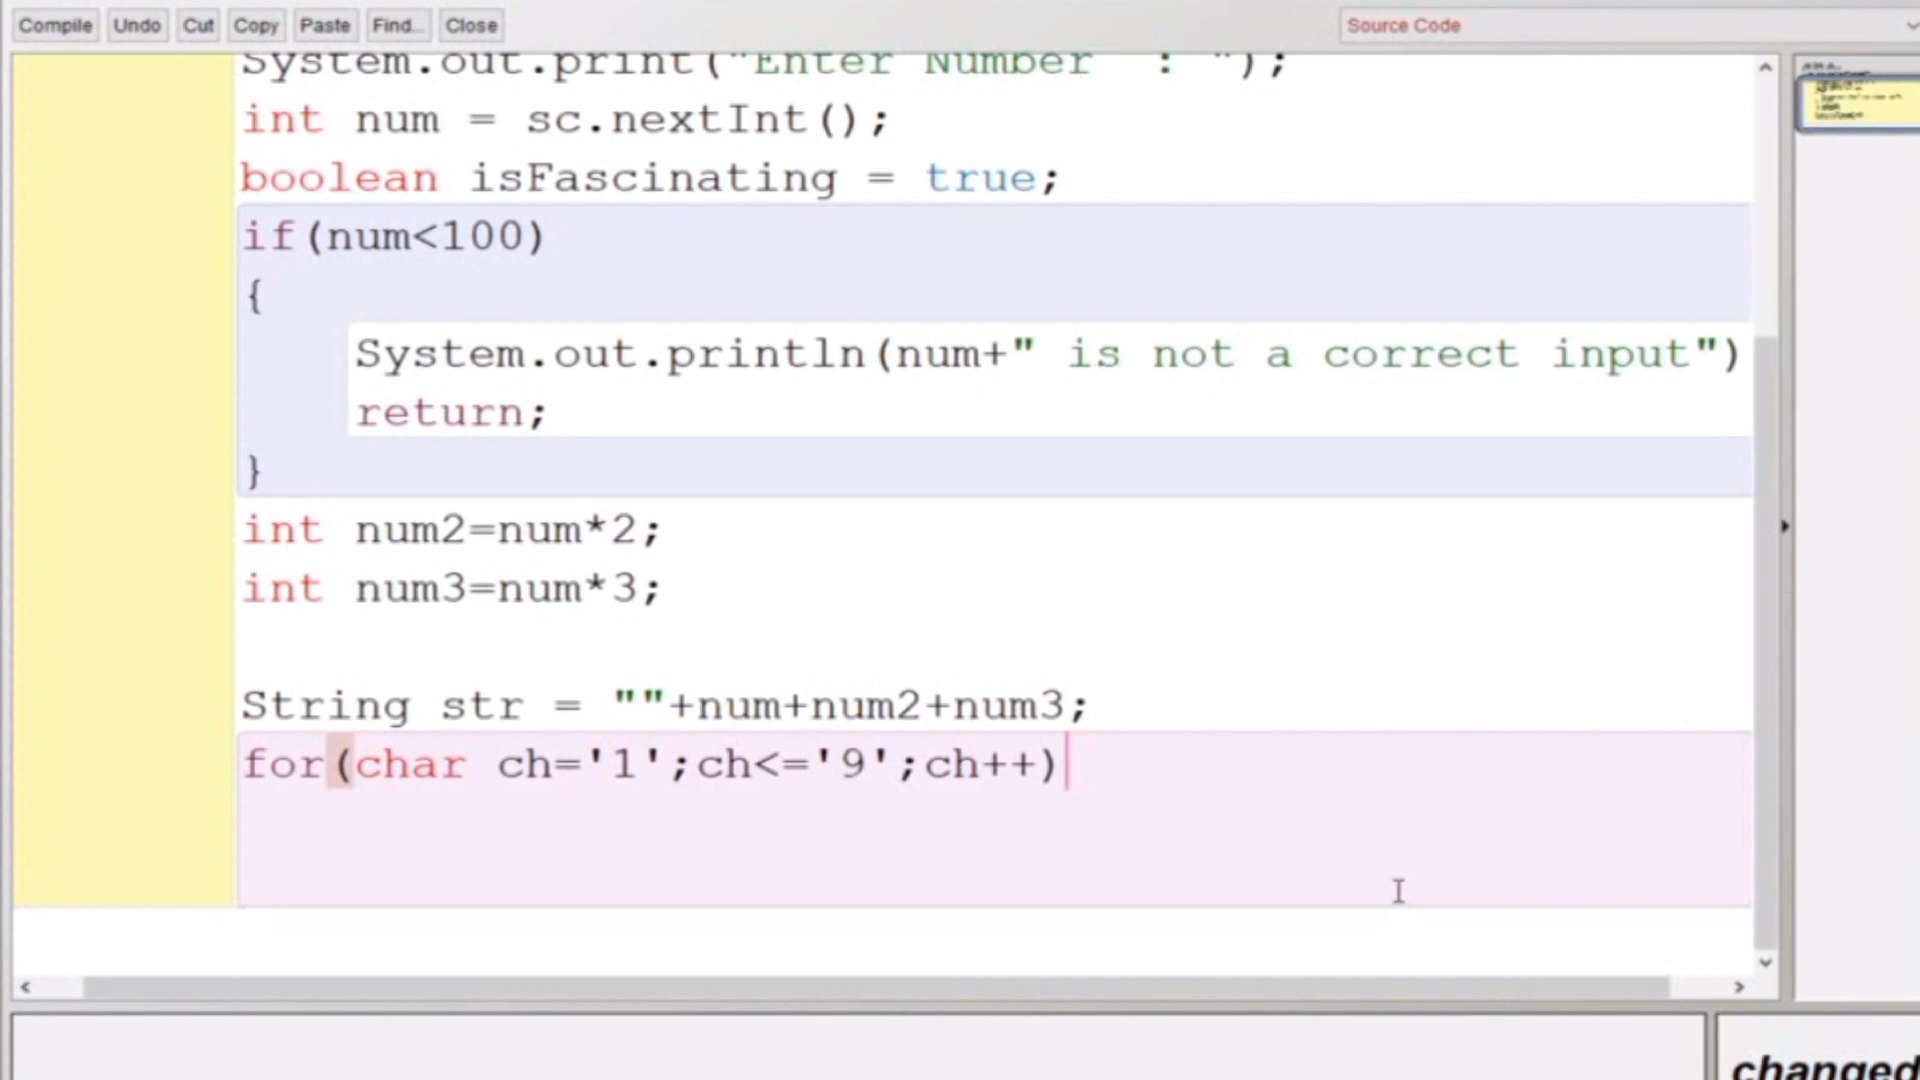 Compile Undo Cut Copy Paste Find... Close Source Code
System.out.print("Enter Number : ");
int num = sc.nextInt();
boolean isFascinating = true;
if(num<100)
{
System.out.println(num+" is not a correct input")
return;
}
int num2=num*2;
int num3=num*3;
String str = ""+num+num2+num3;
for(char ch='1';ch<='9';ch++)
changed